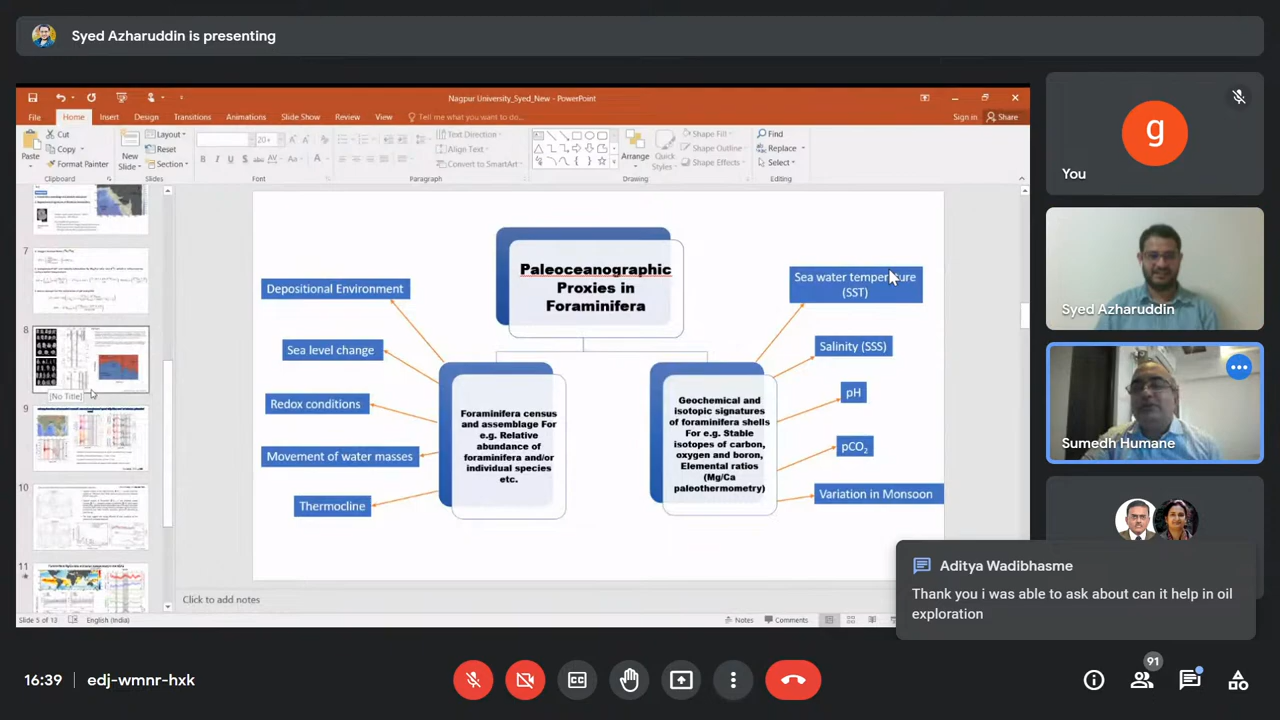 Syed Azharuddin is presenting
Nagpur University_Syed_New - PowerPoint
File Home Insert Design Transitions Animations Slide Show Review View Tell me what you want to do... Sign in Share
Paste
Cut
Copy
Format Painter
Clipboard
New
Slide
Layout
Reset
Section
Slides
20
Font
Text Direction
Align Text
Convert to SmartArt
Paragraph
Arrange
Quick
Styles
Shape Fill
Shape Outline
Shape Effects
Drawing
Find
Replace
Select
Editing
7
8
[No Title]
9
10
11
Paleoceanographic
Proxies in
Foraminifera
Depositional Environment
Sea level change
Redox conditions
Movement of water masses
Thermocline
Foraminifera census
and assemblage For
e.g. Relative
abundance of
foraminifera and/or
individual species
etc.
Geochemical and
isotopic signatures
of foraminifera shells
For e.g. Stable
isotopes of carbon,
oxygen and boron,
Elemental ratios
(Mg/Ca
paleothermometry)
Sea water temperature
(SST)
Salinity (SSS)
pH
pCO₂
Variation in Monsoon
Click to add notes
Slide 5 of 13 English (India) Notes Comments
g
You
Syed Azharuddin
Sumedh Humane
Aditya Wadibhasme
Thank you i was able to ask about can it help in oil
exploration
16:39 | edj-wmnr-hxk
91